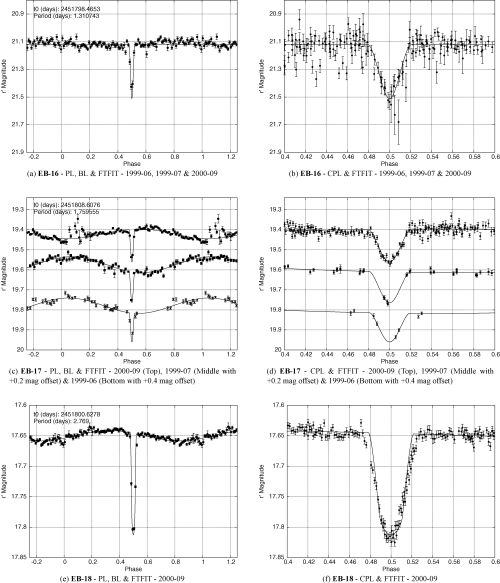 20.9
21.1
21.3
21.5
21.7
21.9
r' Magnitude
t0 (days): 2451798.4653
Period (days): 1.310743
-0.2 0 0.2 0.4 0.6 0.8 1 1.2
Phase
(a) EB-16 - PL, BL & FTFIT - 1999-06, 1999-07 & 2000-09
20.9
21.1
21.3
21.5
21.7
21.9
r' Magnitude
0.4 0.42 0.44 0.46 0.48 0.5 0.52 0.54 0.56 0.58 0.6
Phase
(b) EB-16 - CPL & FTFIT - 1999-06, 1999-07 & 2000-09
19.3
19.4
19.5
19.6
19.7
19.8
19.9
20
r' Magnitude
t0 (days): 2451808.6076
Period (days): 1.759555
-0.2 0 0.2 0.4 0.6 0.8 1 1.2
Phase
(c) EB-17 - PL, BL & FTFIT - 2000-09 (Top), 1999-07 (Middle with
+0.2 mag offset) & 1999-06 (Bottom with +0.4 mag offset)
19.3
19.4
19.5
19.6
19.7
19.8
19.9
20
r' Magnitude
0.4 0.42 0.44 0.46 0.48 0.5 0.52 0.54 0.56 0.58 0.6
Phase
(d) EB-17 - CPL & FTFIT - 2000-09 (Top), 1999-07 (Middle with
+0.2 mag offset) & 1999-06 (Bottom with +0.4 mag offset)
17.6
17.65
17.7
17.75
17.8
17.85
r' Magnitude
t0 (days): 2451800.6278
Period (days): 2.769
-0.2 0 0.2 0.4 0.6 0.8 1 1.2
Phase
(e) EB-18 - PL, BL & FTFIT - 2000-09
17.6
17.65
17.7
17.75
17.8
17.85
r' Magnitude
0.4 0.42 0.44 0.46 0.48 0.5 0.52 0.54 0.56 0.58 0.6
Phase
(f) EB-18 - CPL & FTFIT - 2000-09